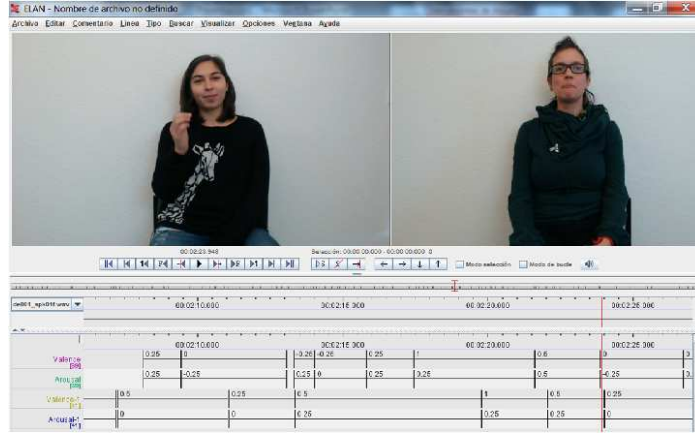 ELAN - Nombre de archivo no definido
Archivo Editar Comentario Linea Tipo Buscar Visualizar Opciones Ventana Ayuda
00:02:23.948
Selección: 00:00:00.000 - 00:00:00.000 0
Modo selección Modo de bucle
00:02:10.000 00:02:15.000 00:02:20.000 00:02:25.000
00:02:10.000 00:02:15.000 00:02:20.000 00:02:25.000
Valence 0.25 0 -0.25 -0.25 0.25 1 0.5 0 0
Arousal 0.25 -0.25 0.25 0 0.25 0.25 0.5 -0.25 0
Valence-1 0.5 0.25 0.5 1 0.5 0.25
Arousal-1 0 0 0.25 0.25 0.25 0